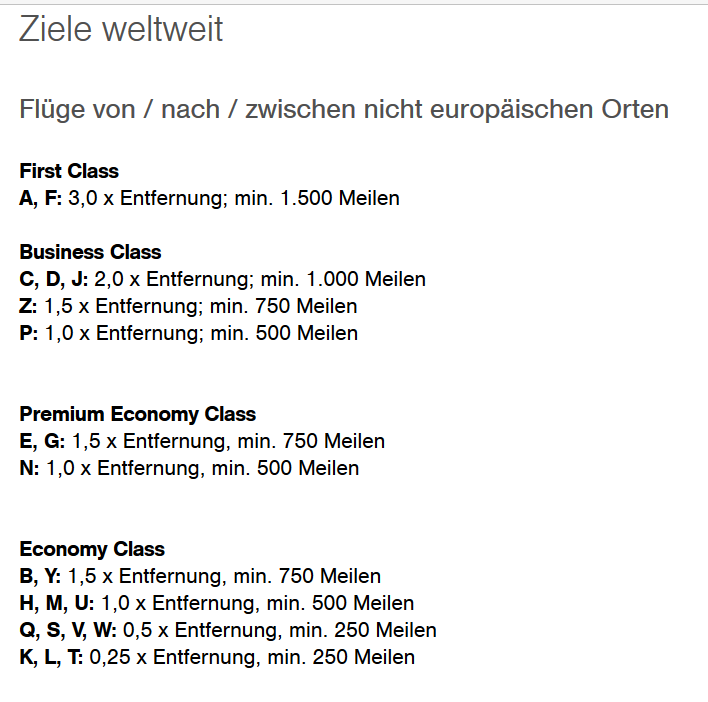 Ziele weltweit
Flüge von / nach / zwischen nicht europäischen Orten
First Class
A, F: 3,0 x Entfernung; min. 1.500 Meilen
Business Class
C, D, J: 2,0 x Entfernung; min. 1.000 Meilen
Z: 1,5 x Entfernung; min. 750 Meilen
P: 1,0 x Entfernung; min. 500 Meilen
Premium Economy Class
E, G: 1,5 x Entfernung, min. 750 Meilen
N: 1,0 x Entfernung, min. 500 Meilen
Economy Class
B, Y: 1,5 x Entfernung, min. 750 Meilen
H, M, U: 1,0 x Entfernung, min. 500 Meilen
Q, S, V, W: 0,5 x Entfernung, min. 250 Meilen
K, L, T: 0,25 x Entfernung, min. 250 Meilen